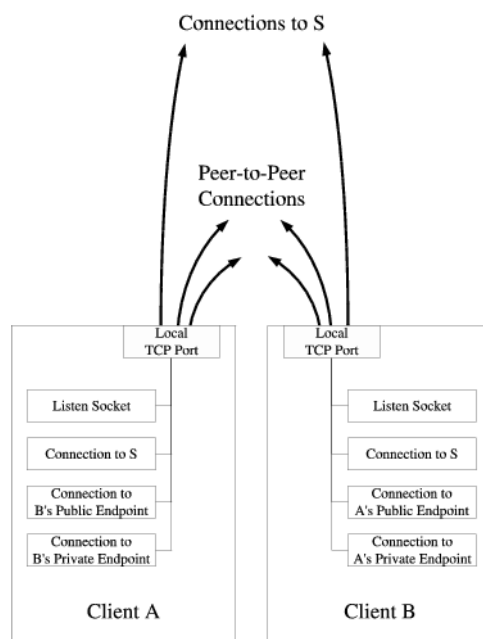 Connections to S
Peer-to-Peer
Connections
Local
TCP Port
Listen Socket
Connection to S
Connection to
B's Public Endpoint
Connection to
B's Private Endpoint
Client A
Local
TCP Port
Listen Socket
Connection to S
Connection to
A's Public Endpoint
Connection to
A's Private Endpoint
Client B